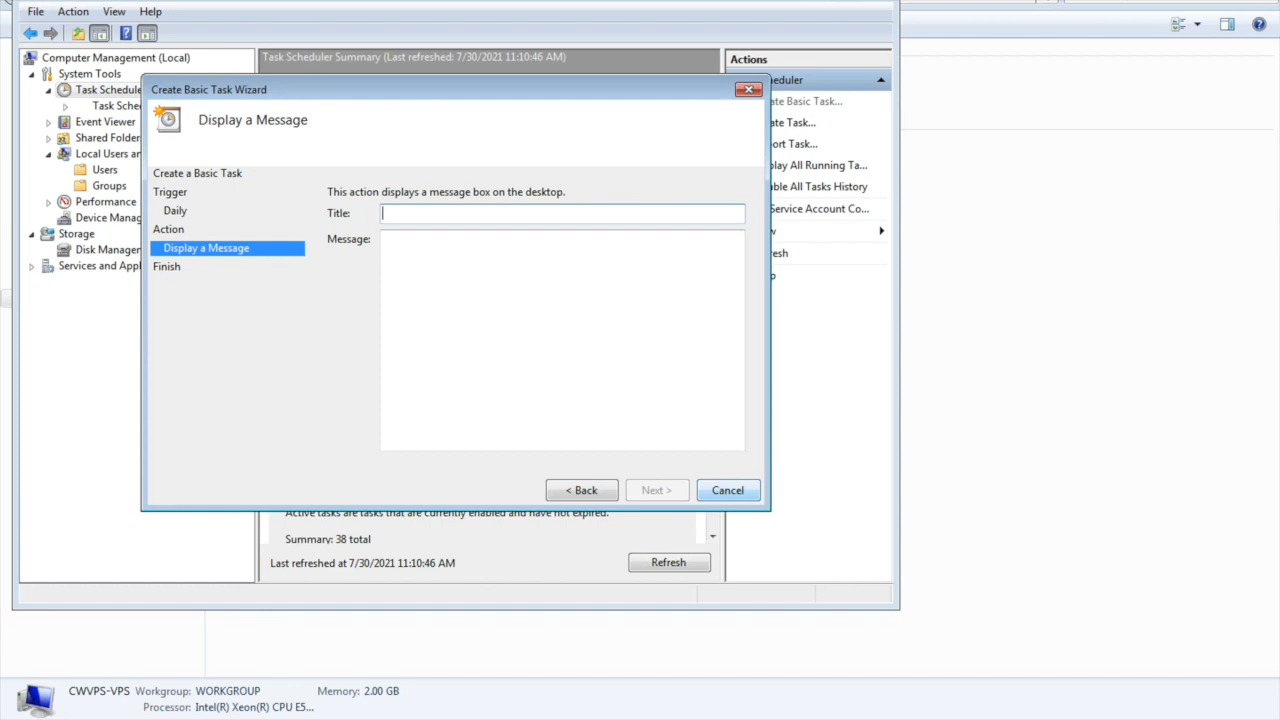 File Action View Help
Computer Management (Local)
System Tools
Task Schedule
Task Sche
Event Viewer
Shared Folder
Local Users an
Users
Groups
Performance
Device Manag
Storage
Disk Manager
Services and Appl
Task Scheduler Summary (Last refreshed: 7/30/2021 11:10:46 AM)
Create Basic Task Wizard
Display a Message
Create a Basic Task
Trigger
Daily
Action
Display a Message
Finish
This action displays a message box on the desktop.
Title:
Message:
< Back Next > Cancel
Active tasks are tasks that are currently enabled and have not expired.
Summary: 38 total
Last refreshed at 7/30/2021 11:10:46 AM
Refresh
Actions
eduler
ate Basic Task...
ate Task...
ort Task...
play All Running Ta...
ble All Tasks History
Service Account Co...
w
resh
p
CWVPS-VPS Workgroup: WORKGROUP Memory: 2.00 GB
Processor: Intel(R) Xeon(R) CPU E5...